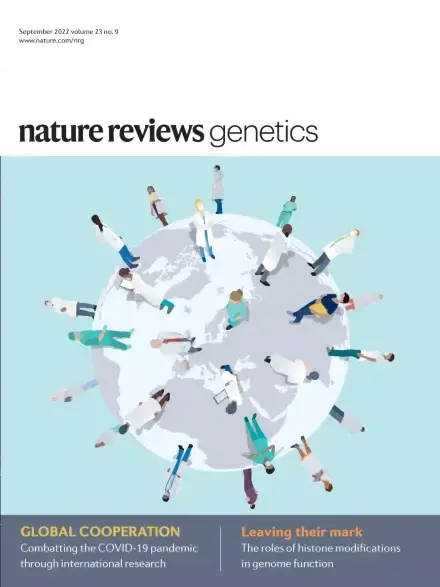 September 2022 volume 23 no. 9
www.nature.com/nrg
nature reviews genetics
GLOBAL COOPERATION
Combatting the COVID-19 pandemic
through international research
Leaving their mark
The roles of histone modifications
in genome function